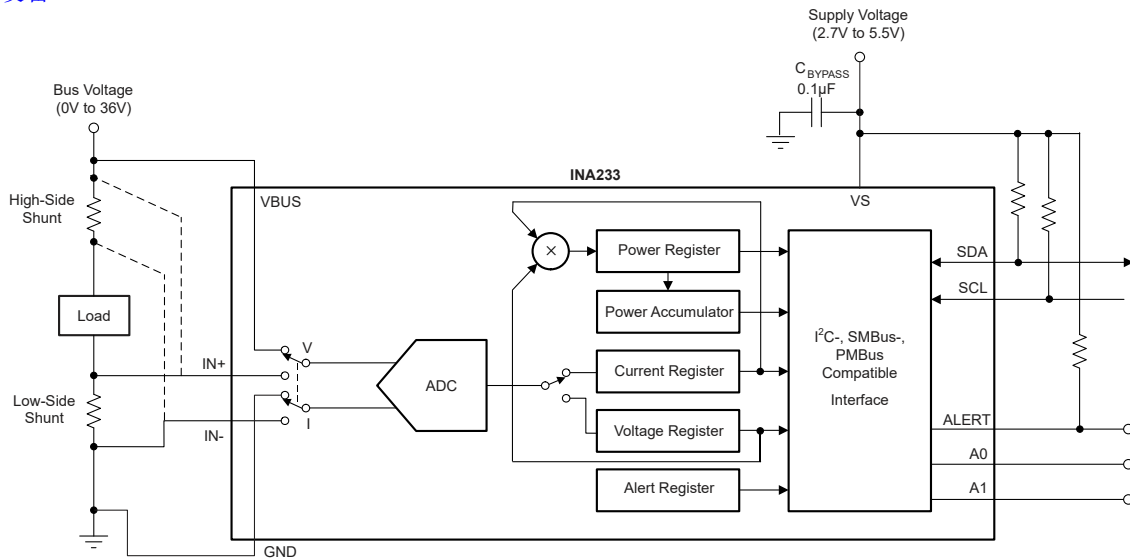 Supply Voltage
(2.7V to 5.5V)
CBYPASS
0.1µF
Bus Voltage
(0V to 36V)
High-Side
Shunt
Load
Low-Side
Shunt
INA233
VBUS
VS
IN+
IN-
GND
V
I
ADC
×
Power Register
Power Accumulator
Current Register
Voltage Register
Alert Register
I²C-, SMBus-,
PMBus
Compatible
Interface
SDA
SCL
ALERT
A0
A1